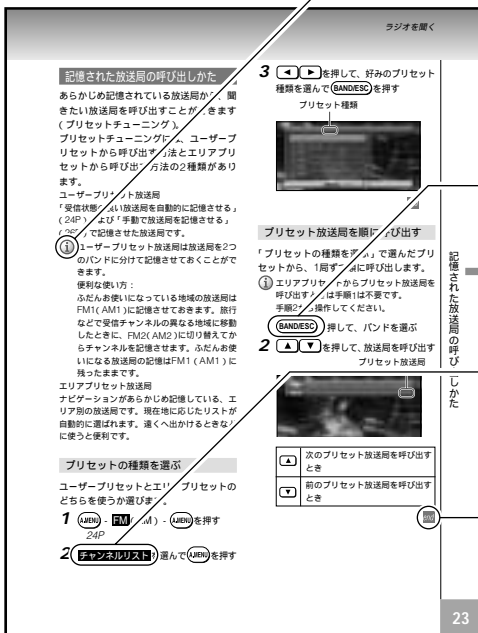 ラジオを聞く
記憶された放送局の呼び出しかた
あらかじめ記憶されている放送局から、聞
きたい放送局を呼び出すことができます
(プリセットチューニング)。
プリセットチューニングには、ユーザープ
リセットから呼び出す方法とエリアプリ
セットから呼び出す方法の2種類があり
ます。
ユーザープリセット放送局
「受信状態の良い放送局を自動的に記憶させる」
(24P)および「手動で放送局を記憶させる」
で記憶させた放送局です。
ユーザープリセット放送局は放送局を2つ
のバンドに分けて記憶させておくことがで
きます。
便利な使い方:
ふだんお使いになっている地域の放送局は
FM1(AM1)に記憶させておきます。旅行
などで受信チャンネルの異なる地域に移動
したときに、FM2(AM2)に切り替えてか
らチャンネルを記憶させます。ふだんお使
いになる放送局の記憶はFM1(AM1)に
残ったままです。
エリアプリセット放送局
ナビゲーションがあらかじめ記憶している、エ
リア別の放送局です。現在地に応じたリストが
自動的に選ばれます。遠くへ出かけるときなど
に使うと便利です。
プリセットの種類を選ぶ
ユーザープリセットとエリアプリセットの
どちらを使うか選びます。
1 A.MENU - FM(AM) - A.MENUを押す
24P
2 チャンネルリストを選んでA.MENUを押す
3 ◀ ▶を押して、好みのプリセット
種類を選んでBAND/ESCを押す
プリセット種類
プリセット放送局を順に呼び出す
「プリセットの種類を選ぶ」で選んだプリ
セットから、1局ずつ順に呼び出します。
エリアプリセットからプリセット放送局を
呼び出すときは手順1は不要です。
手順2から操作してください。
BAND/ESC 押して、バンドを選ぶ
2 ▲ ▼を押して、放送局を呼び出す
プリセット放送局
▲ 次のプリセット放送局を呼び出す
とき
▼ 前のプリセット放送局を呼び出す
とき
end
記憶された放送局の呼び出しかた
23